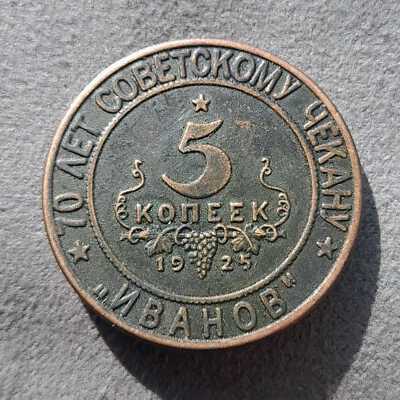 10 ЛЕТ СОВЕТСКОМУ ЧЕКАНУ
5
КОПЕЕК
1925
„ИВАНОВ"